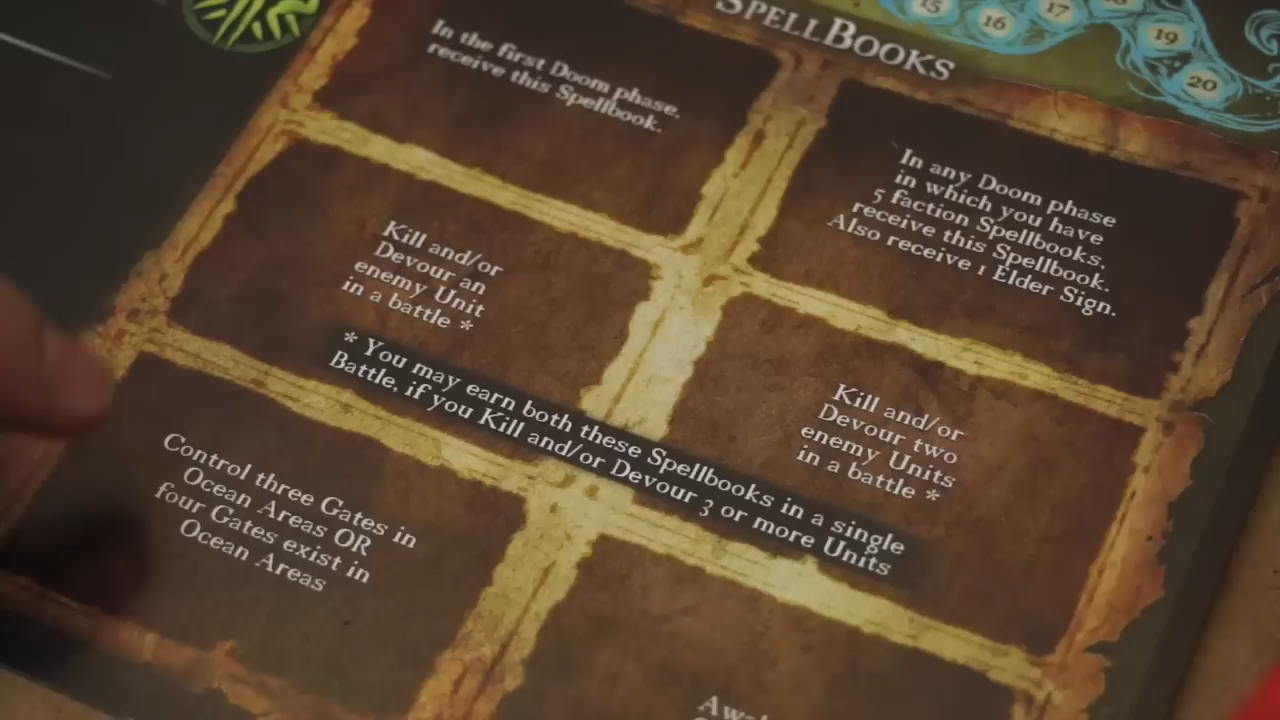 SPELLBOOKS
15
16
17
19
20
In the first Doom phase,
receive this Spellbook.
In any Doom phase
in which you have
5 faction Spellbooks,
receive this Spellbook.
Also receive 1 Elder Sign.
Kill and/or
Devour an
enemy Unit
in a battle *
Kill and/or
Devour two
enemy Units
in a battle *
* You may earn both these Spellbooks in a single
Battle, if you Kill and/or Devour 3 or more Units
Control three Gates in
Ocean Areas OR
four Gates exist in
Ocean Areas